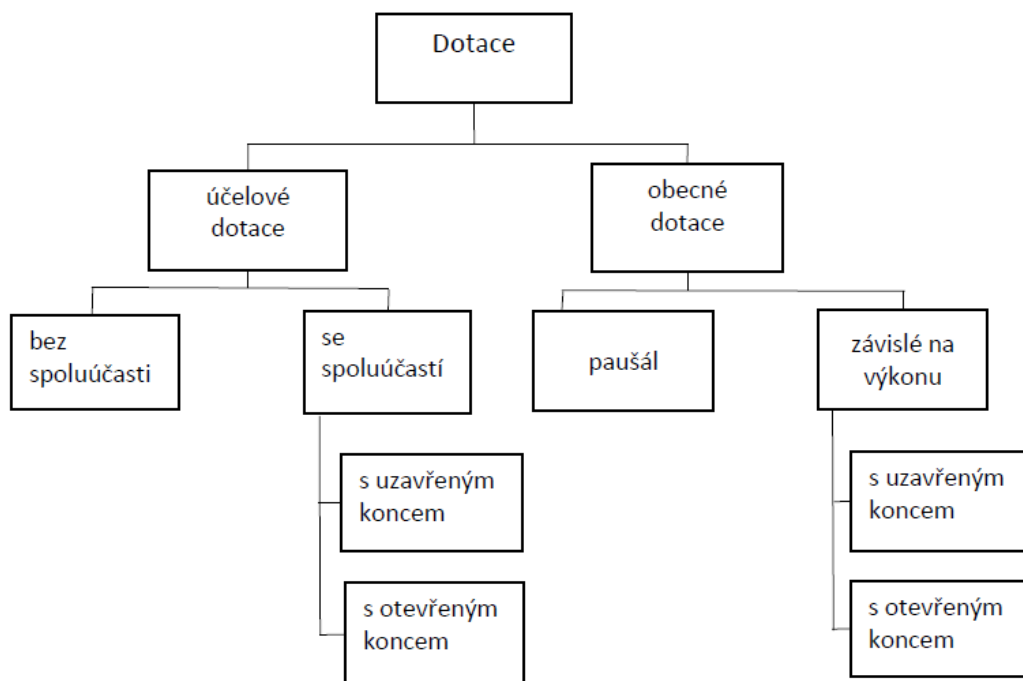 Dotace
účelové
dotace
obecné
dotace
bez
spoluúčasti
se
spoluúčastí
paušál
závislé na
výkonu
s uzavřeným
koncem
s uzavřeným
koncem
s otevřeným
koncem
s otevřeným
koncem